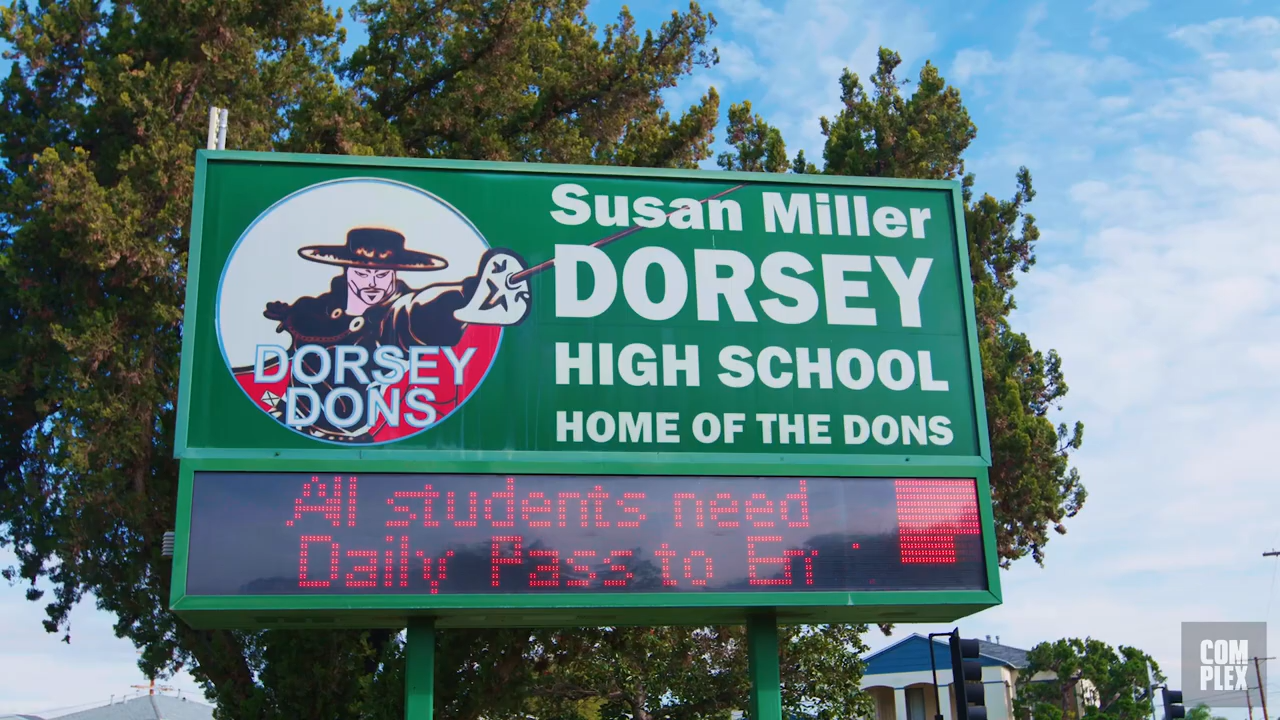 Susan Miller
DORSEY
HIGH SCHOOL
HOME OF THE DONS
DORSEY
DONS
All students need
Daily Pass to
COM
PLEX